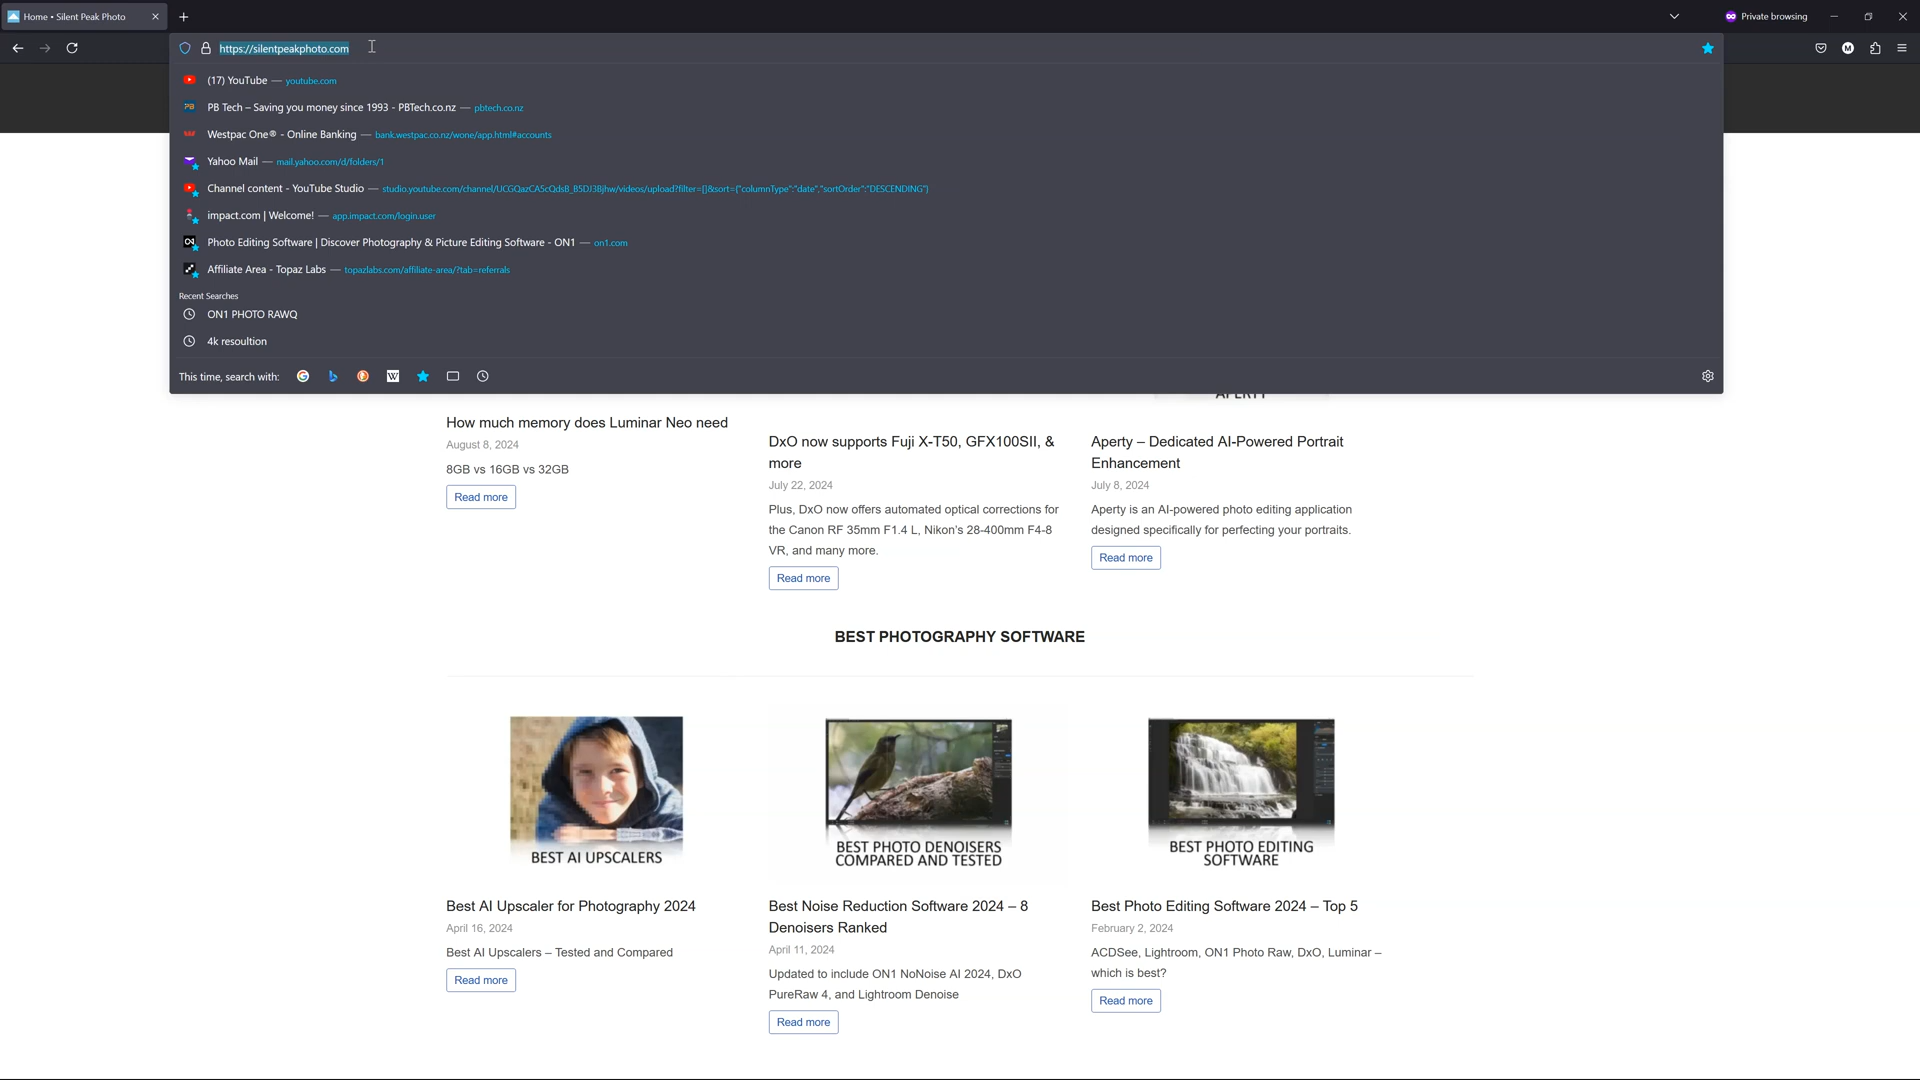 Home • Silent Peak Photo
Private browsing
https://silentpeakphoto.com
M
(17) YouTube — youtube.com
PB Tech – Saving you money since 1993 - PBTech.co.nz — pbtech.co.nz
Westpac One® - Online Banking — bank.westpac.co.nz/wone/app.html#accounts
Yahoo Mail — mail.yahoo.com/d/folders/1
Channel content - YouTube Studio —
impact.com | Welcome! — app.impact.com/login.user
Photo Editing Software | Discover Photography & Picture Editing Software - ON1 — on1.com
Affiliate Area - Topaz Labs — topazlabs.com/affiliate-area/?tab=referrals
Recent Searches
ON1 PHOTO RAWQ
4k resoultion
This time, search with:
APERTY
How much memory does Luminar Neo need
August 8, 2024
8GB vs 16GB vs 32GB
Read more
DxO now supports Fuji X-T50, GFX100SII, &
more
July 22, 2024
Plus, DxO now offers automated optical corrections for
the Canon RF 35mm F1.4 L, Nikon's 28-400mm F4-8
VR, and many more.
Read more
Aperty – Dedicated AI-Powered Portrait
Enhancement
July 8, 2024
Aperty is an AI-powered photo editing application
designed specifically for perfecting your portraits.
Read more
BEST PHOTOGRAPHY SOFTWARE
BEST AI UPSCALERS
Best AI Upscaler for Photography 2024
April 16, 2024
Best AI Upscalers – Tested and Compared
Read more
BEST PHOTO DENOISERS
COMPARED AND TESTED
Best Noise Reduction Software 2024 – 8
Denoisers Ranked
April 11, 2024
Updated to include ON1 NoNoise AI 2024, DxO
PureRaw 4, and Lightroom Denoise
Read more
BEST PHOTO EDITING
SOFTWARE
Best Photo Editing Software 2024 – Top 5
February 2, 2024
ACDSee, Lightroom, ON1 Photo Raw, DxO, Luminar –
which is best?
Read more